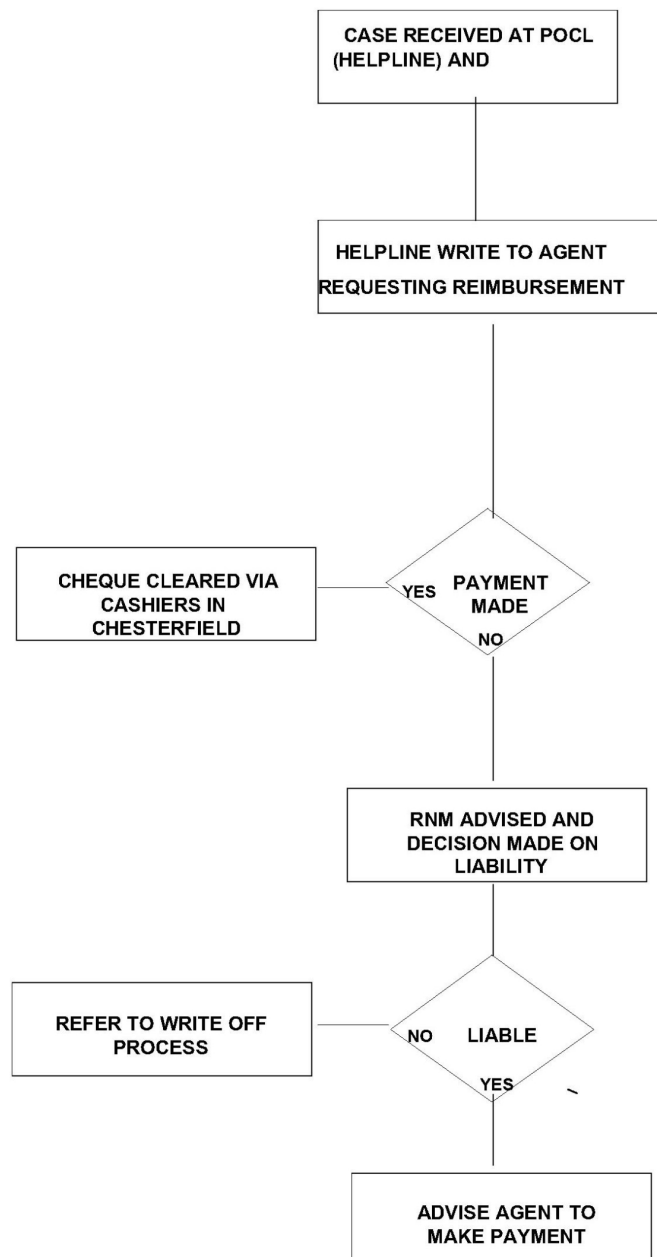 CASE RECEIVED AT POCL
(HELPLINE) AND
HELPLINE WRITE TO AGENT
REQUESTING REIMBURSEMENT
CHEQUE CLEARED VIA
CASHIERS IN
CHESTERFIELD
YES
PAYMENT
MADE
NO
RNM ADVISED AND
DECISION MADE ON
LIABILITY
REFER TO WRITE OFF
PROCESS
NO
LIABLE
YES
ADVISE AGENT TO
MAKE PAYMENT